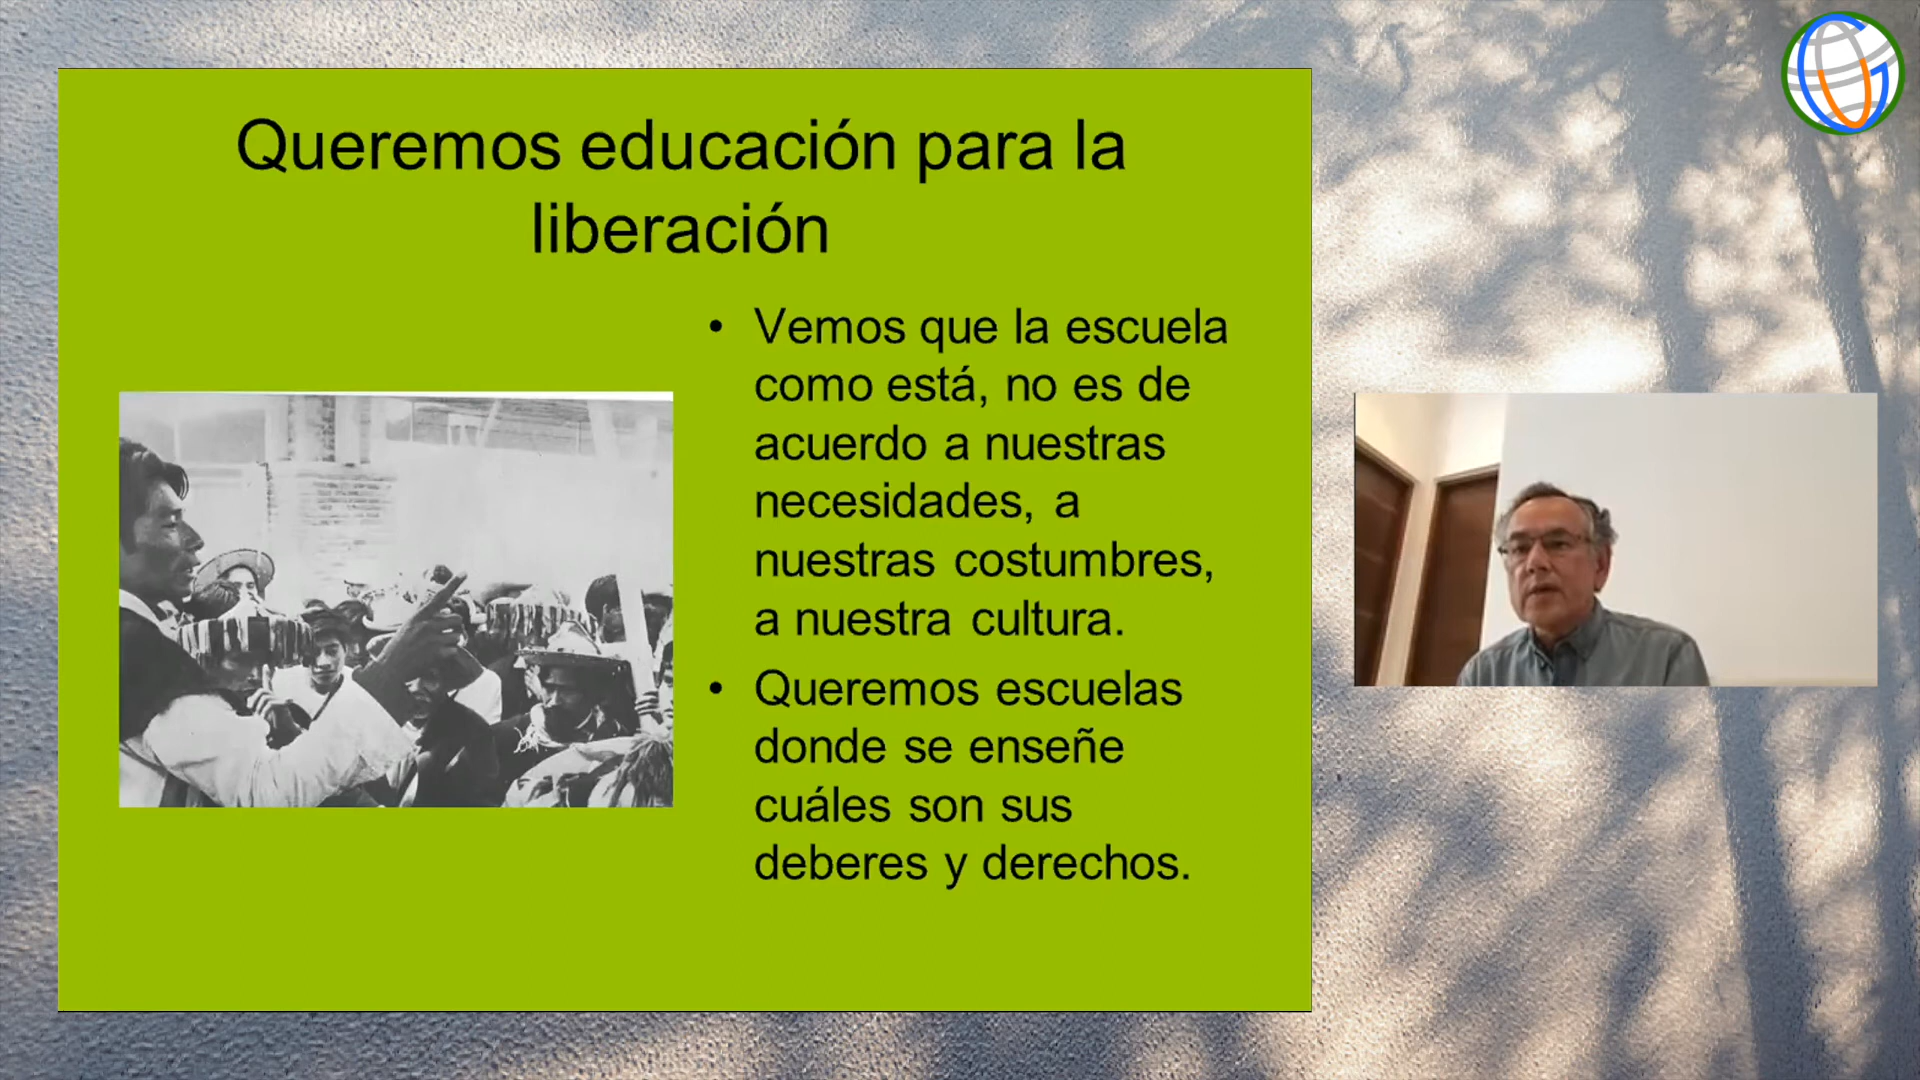 Queremos educación para la
liberación
• Vemos que la escuela
como está, no es de
acuerdo a nuestras
necesidades, a
nuestras costumbres,
a nuestra cultura.
• Queremos escuelas
donde se enseñe
cuáles son sus
deberes y derechos.